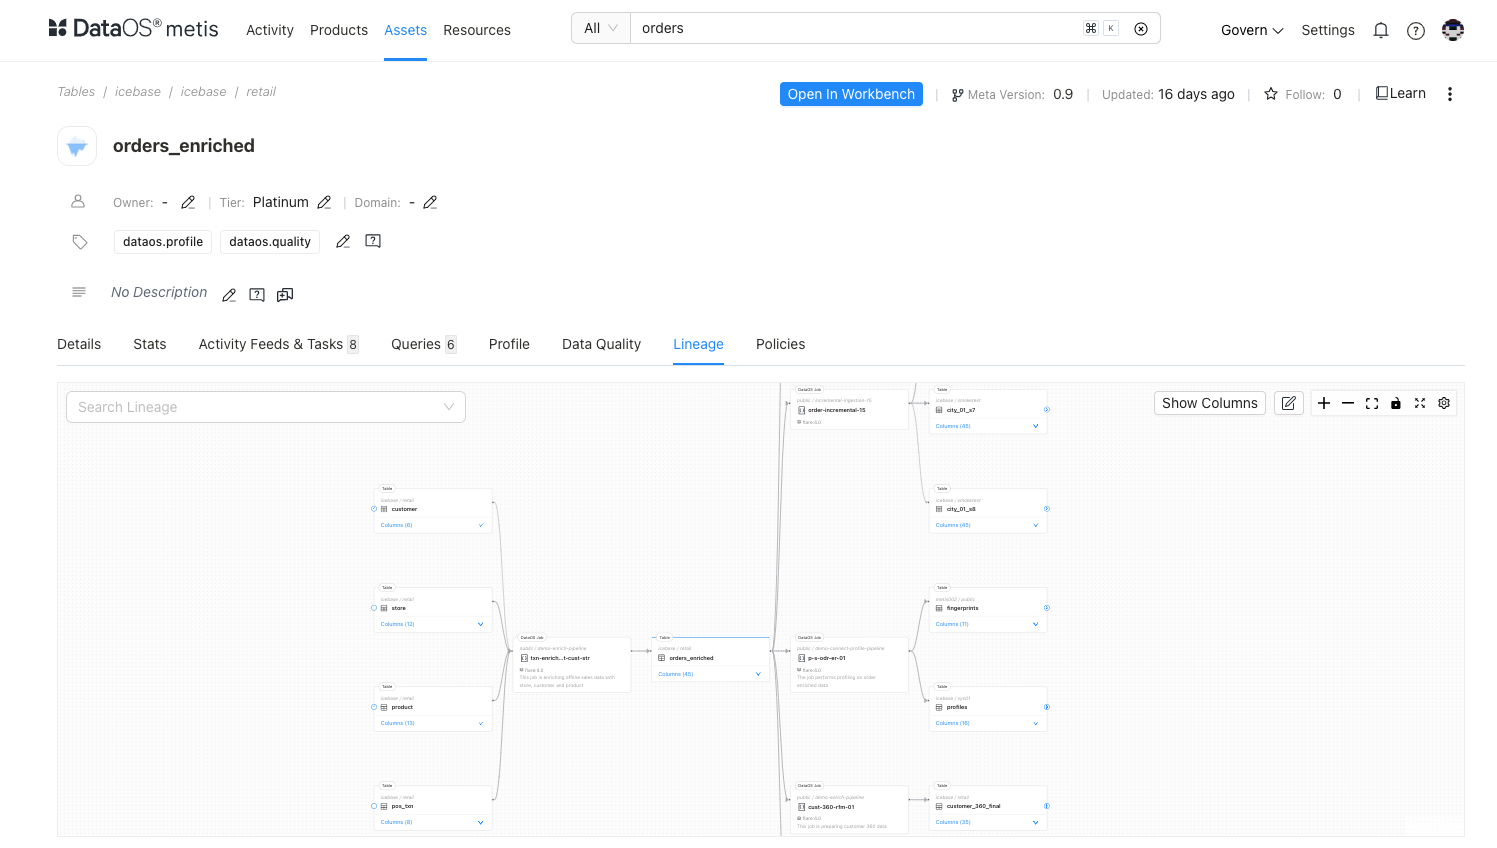 DataOS® metis Activity Products Assets Resources All orders ⌘ K Govern Settings
Tables / icebase / icebase / retail
Open In Workbench | Meta Version: 0.9 | Updated: 16 days ago | Follow: 0 | Learn
orders_enriched
Owner: - | Tier: Platinum | Domain: -
dataos.profile dataos.quality
No Description
Details Stats Activity Feeds & Tasks 8 Queries 6 Profile Data Quality Lineage Policies
Search Lineage
Show Columns
DataOS Job
public / incremental-ingestion-15
order-incremental-15
flare:4.0
Table
icebase / smoketest
city_01_s7
Columns (45)
Table
icebase / retail
customer
Columns (6)
Table
icebase / smoketest
city_01_s8
Columns (45)
Table
icebase / retail
store
Columns (12)
Table
metis002 / public
fingerprints
Columns (11)
DataOS Job
public / demo-enrich-pipeline
txn-enrich...t-cust-str
flare:4.0
This job is enriching offline sales data with
store, customer and product
Table
icebase / retail
orders_enriched
Columns (45)
DataOS Job
public / demo-connect-profile-pipeline
p-s-odr-er-01
flare:4.0
The job performs profiling on order
enriched data
Table
icebase / retail
product
Columns (13)
Table
icebase / sys01
profiles
Columns (16)
Table
icebase / retail
pos_txn
Columns (8)
DataOS Job
public / demo-enrich-pipeline
cust-360-rfm-01
flare:4.0
This job is preparing customer 360 data
Table
icebase / retail
customer_360_final
Columns (35)